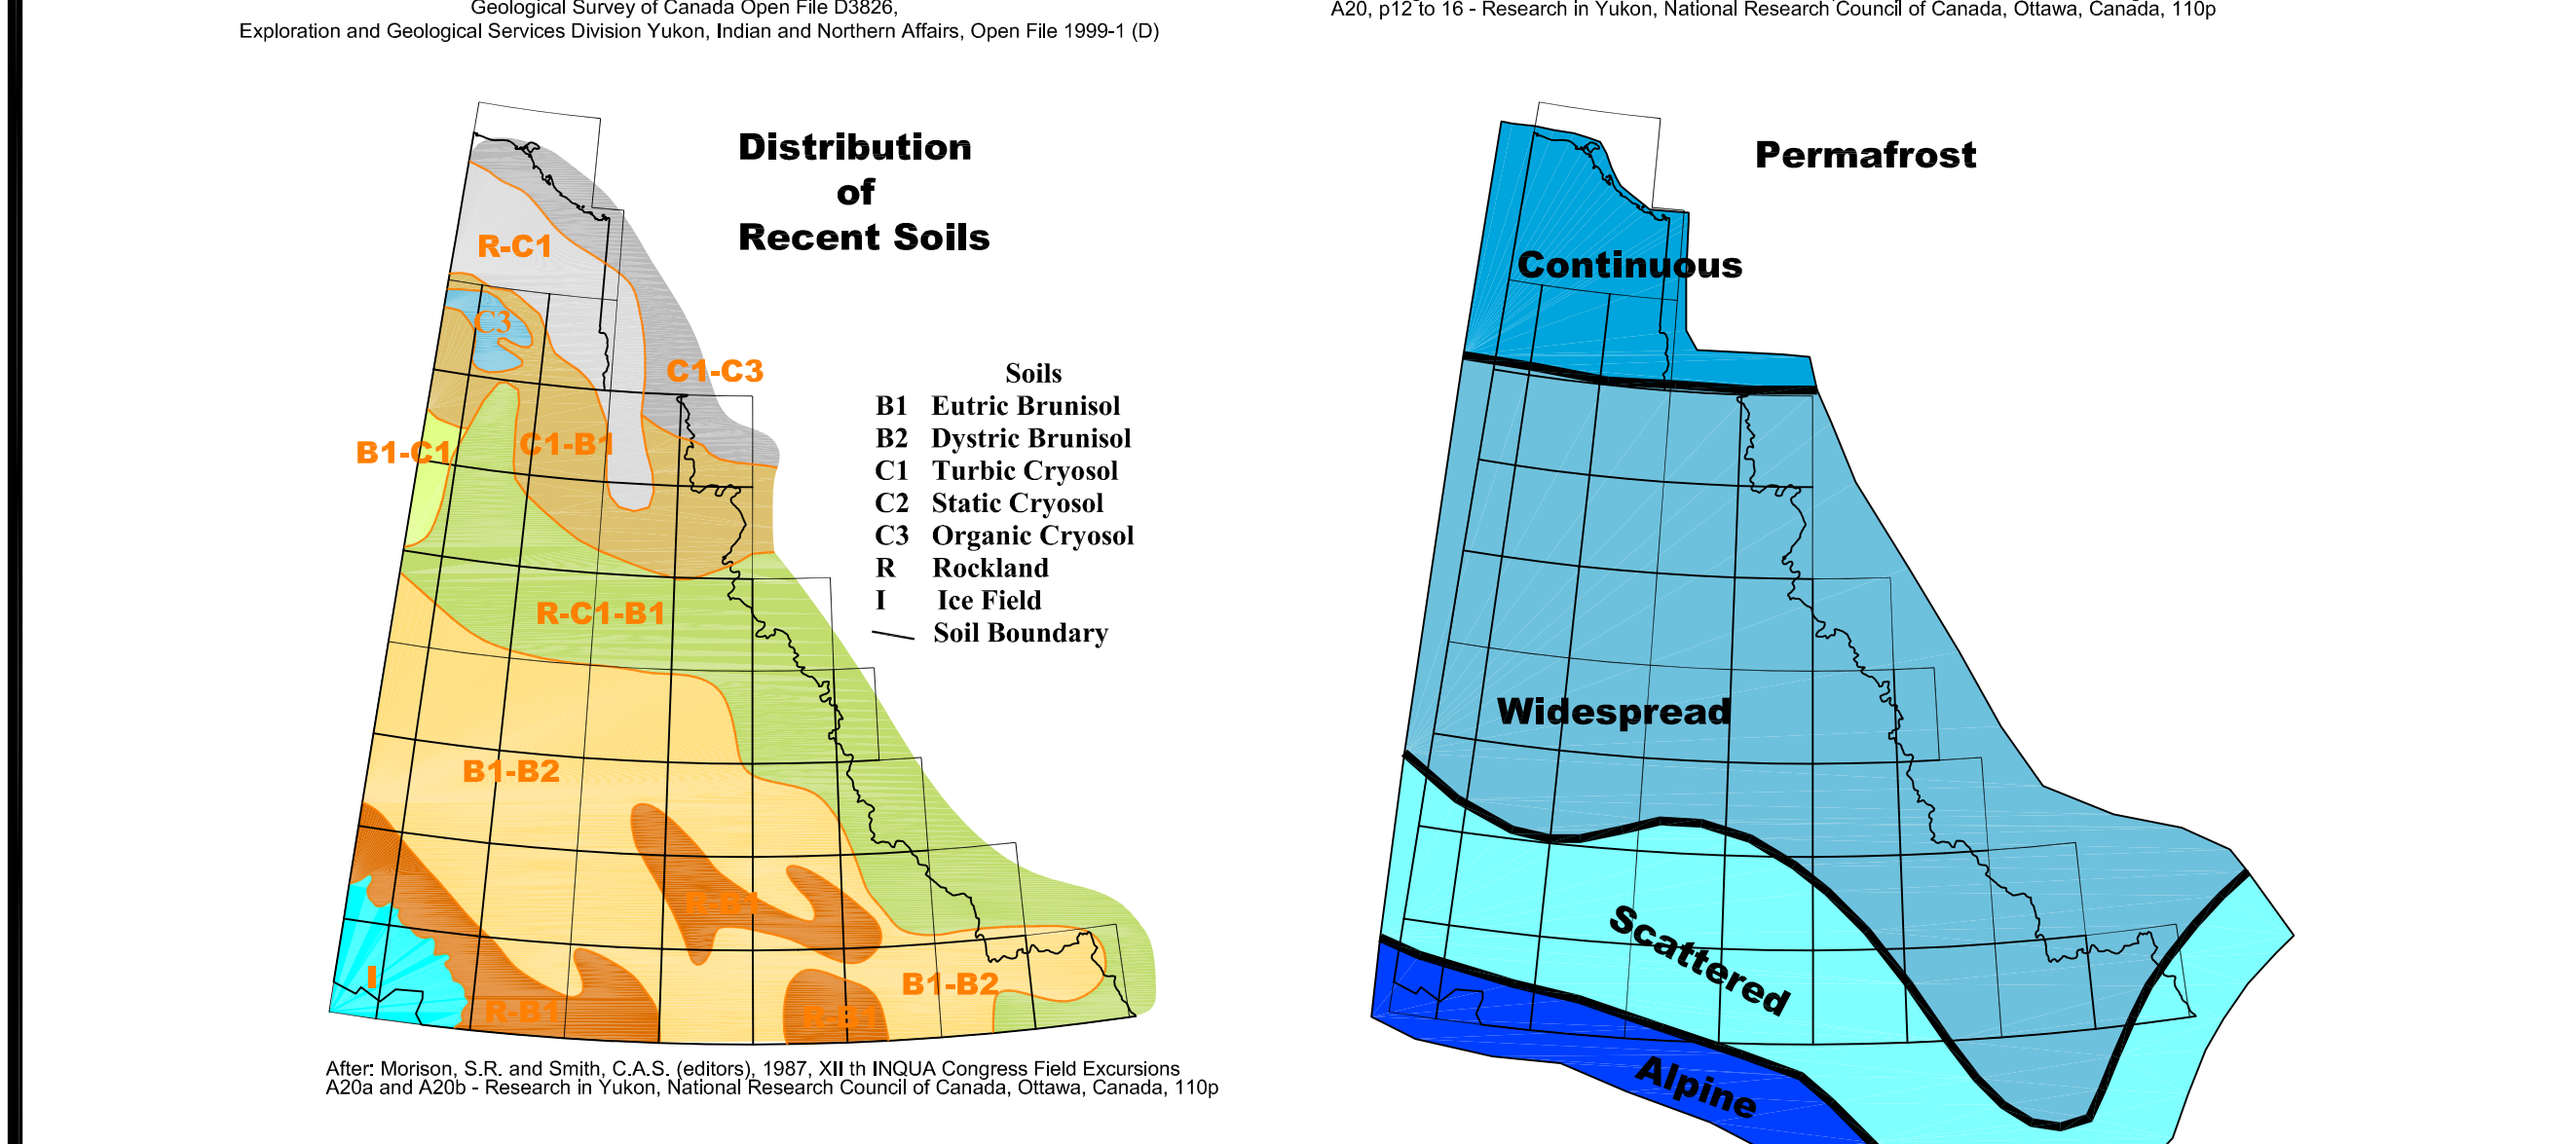 Geological Survey of Canada Open File D3826,
Exploration and Geological Services Division Yukon, Indian and Northern Affairs, Open File 1999-1 (D)
A20, p12 to 16 - Research in Yukon, National Research Council of Canada, Ottawa, Canada, 110p
Distribution
of
Recent Soils
R-C1
C3
C1-C3
B1-C1
C1-B1
R-C1-B1
B1-B2
R-B1
B1-B2
I
R-B1
R-B1
Soils
B1 Eutric Brunisol
B2 Dystric Brunisol
C1 Turbic Cryosol
C2 Static Cryosol
C3 Organic Cryosol
R Rockland
I Ice Field
Soil Boundary
After: Morison, S.R. and Smith, C.A.S. (editors), 1987, XII th INQUA Congress Field Excursions
A20a and A20b - Research in Yukon, National Research Council of Canada, Ottawa, Canada, 110p
Permafrost
Continuous
Widespread
Scattered
Alpine